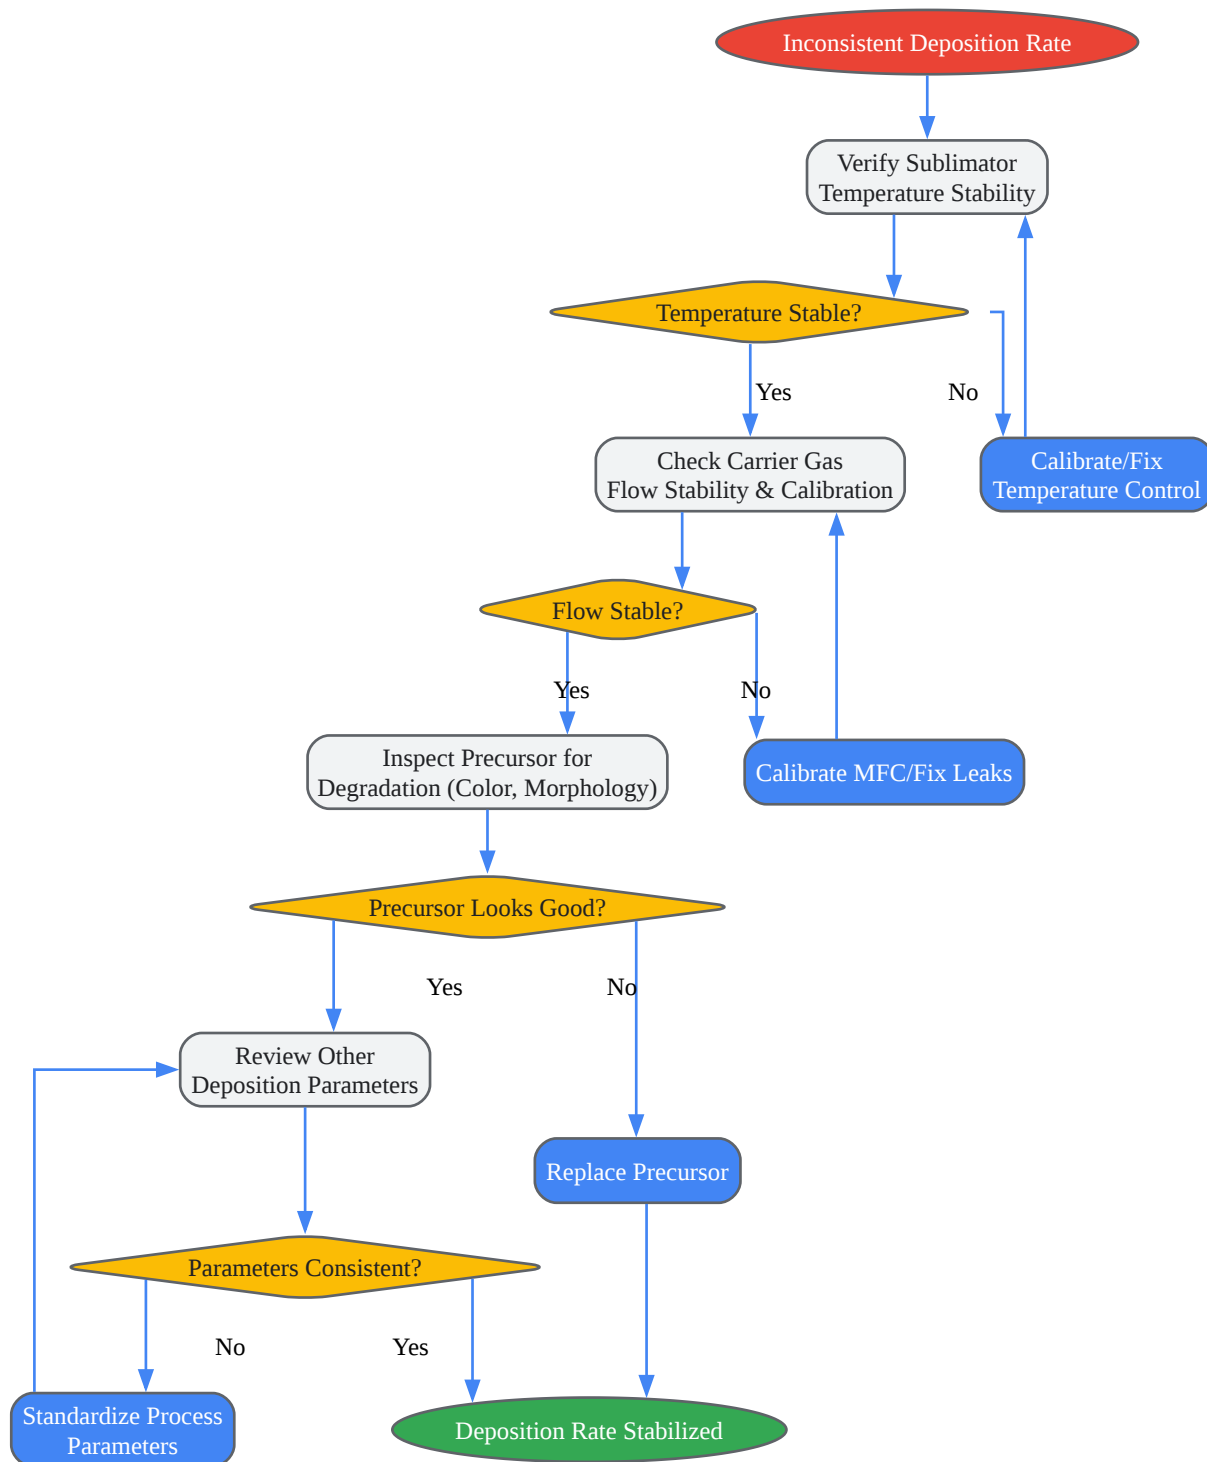 Inconsistent Deposition Rate
Verify Sublimator
Temperature Stability
Temperature Stable?
Yes
No
Check Carrier Gas
Flow Stability & Calibration
Calibrate/Fix
Temperature Control
Flow Stable?
Yes
No
Inspect Precursor for
Degradation (Color, Morphology)
Calibrate MFC/Fix Leaks
Precursor Looks Good?
Yes
No
Review Other
Deposition Parameters
Replace Precursor
Parameters Consistent?
No
Yes
Standardize Process
Parameters
Deposition Rate Stabilized